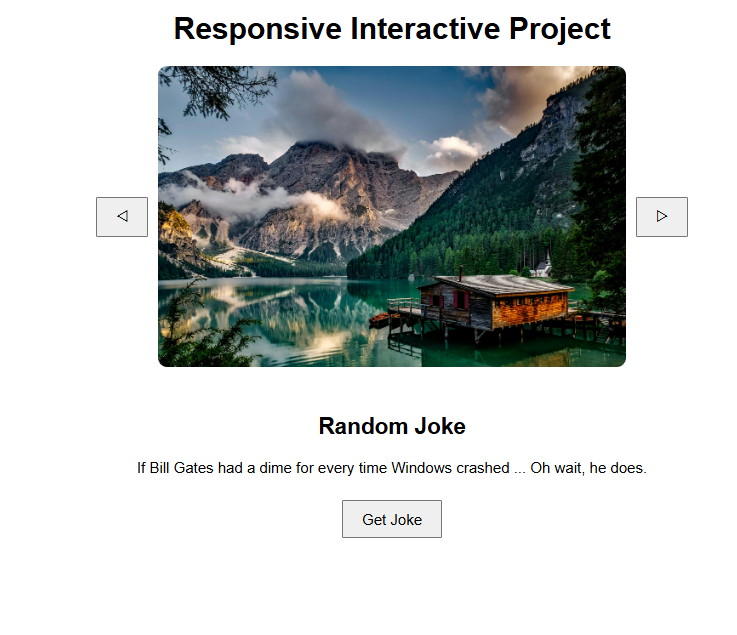 Responsive Interactive Project
◁
▷
Random Joke
If Bill Gates had a dime for every time Windows crashed ... Oh wait, he does.
Get Joke